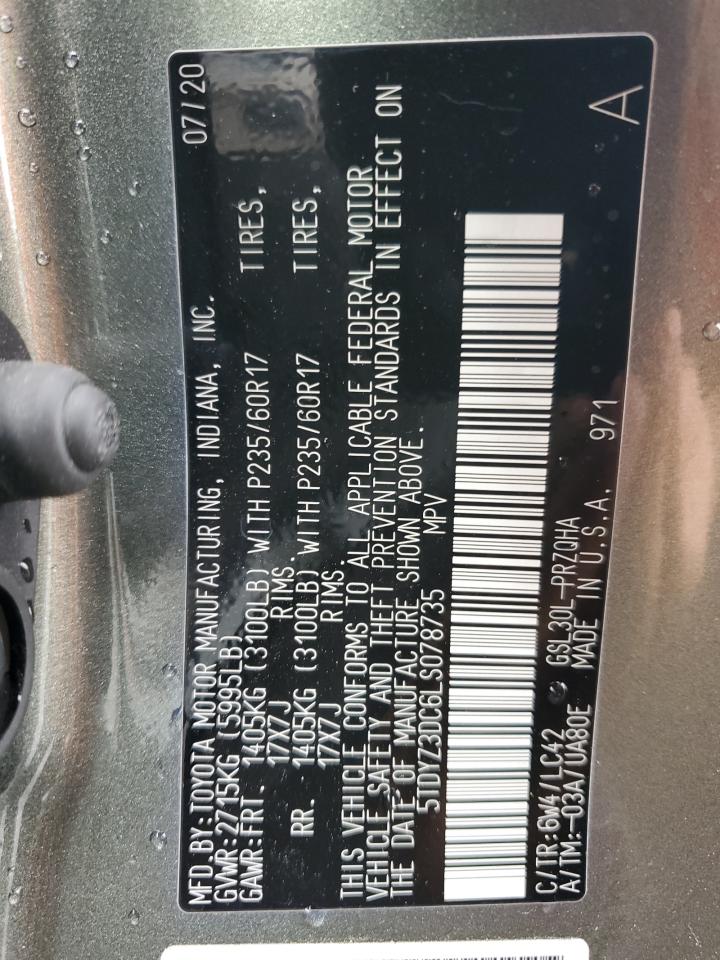 MFD.BY:TOYOTA MOTOR MANUFACTURING, INDIANA, INC. 07/20
GVWR:2715KG (5995LB)
GAWR:FRT. 1405KG (3100LB) WITH P235/60R17 TIRES,
17X7J RIMS.
RR. 1405KG (3100LB) WITH P235/60R17 TIRES,
17X7J RIMS.
THIS VEHICLE CONFORMS TO ALL APPLICABLE FEDERAL MOTOR
VEHICLE SAFETY AND THEFT PREVENTION STANDARDS IN EFFECT ON
THE DATE OF MANUFACTURE SHOWN ABOVE.
5TDYZ3DC6LS078735 MPV
C/TR:6W4/LC42 GSL30L-PRZQHA
A/TM:-03A/UA80E MADE IN U.S.A. 971
A